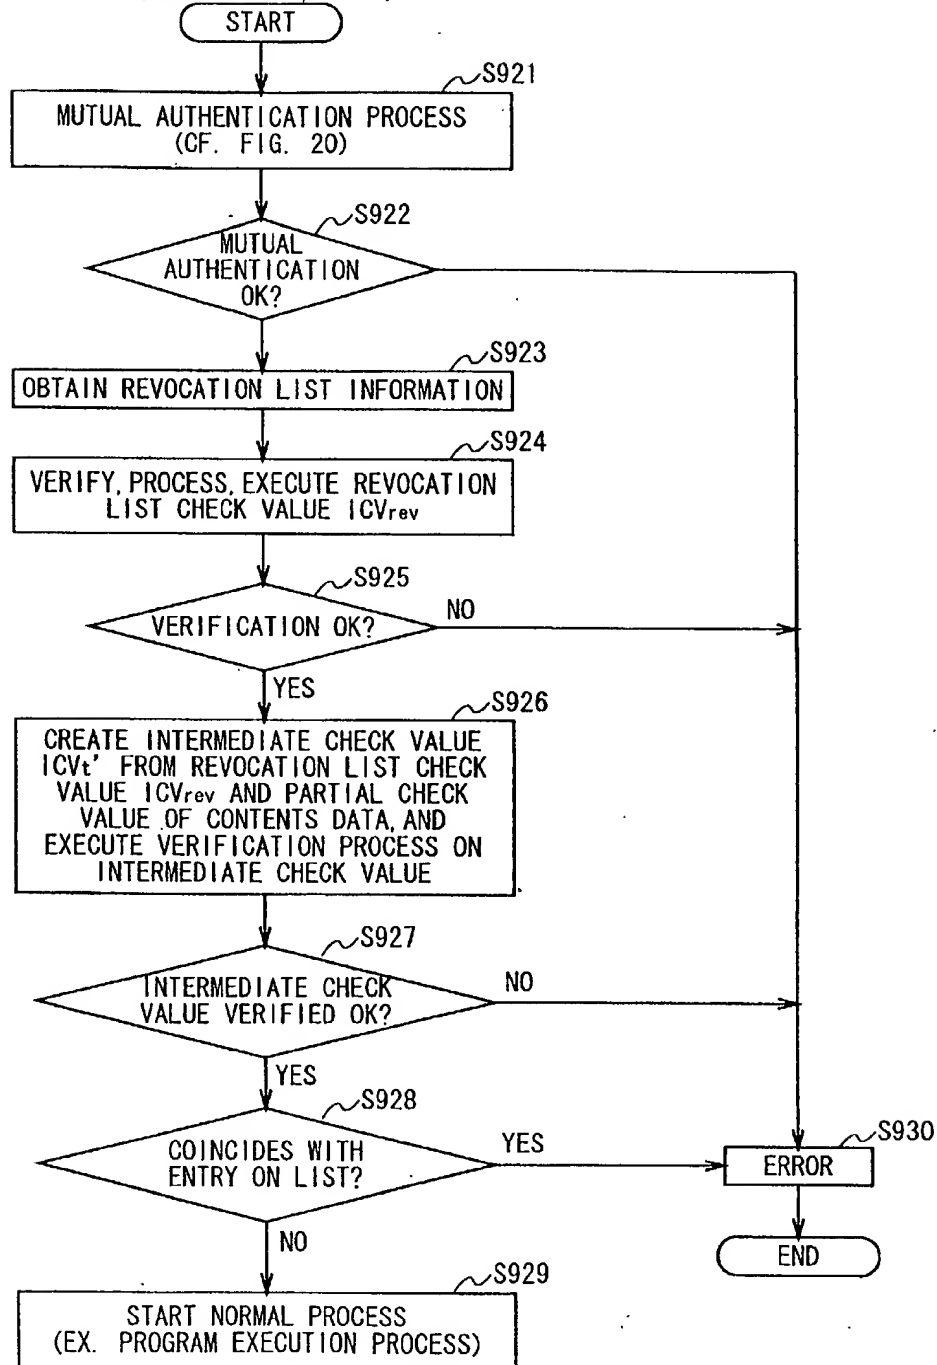 START
S921
MUTUAL AUTHENTICATION PROCESS
(CF. FIG. 20)
S922
MUTUAL
AUTHENTICATION
OK?
S923
OBTAIN REVOCATION LIST INFORMATION
S924
VERIFY, PROCESS, EXECUTE REVOCATION
LIST CHECK VALUE ICVrev
S925
VERIFICATION OK?
NO
YES
S926
CREATE INTERMEDIATE CHECK VALUE
ICVt' FROM REVOCATION LIST CHECK
VALUE ICVrev AND PARTIAL CHECK
VALUE OF CONTENTS DATA, AND
EXECUTE VERIFICATION PROCESS ON
INTERMEDIATE CHECK VALUE
S927
INTERMEDIATE CHECK
VALUE VERIFIED OK?
NO
YES
S928
COINCIDES WITH
ENTRY ON LIST?
YES
S930
ERROR
NO
END
S929
START NORMAL PROCESS
(EX. PROGRAM EXECUTION PROCESS)